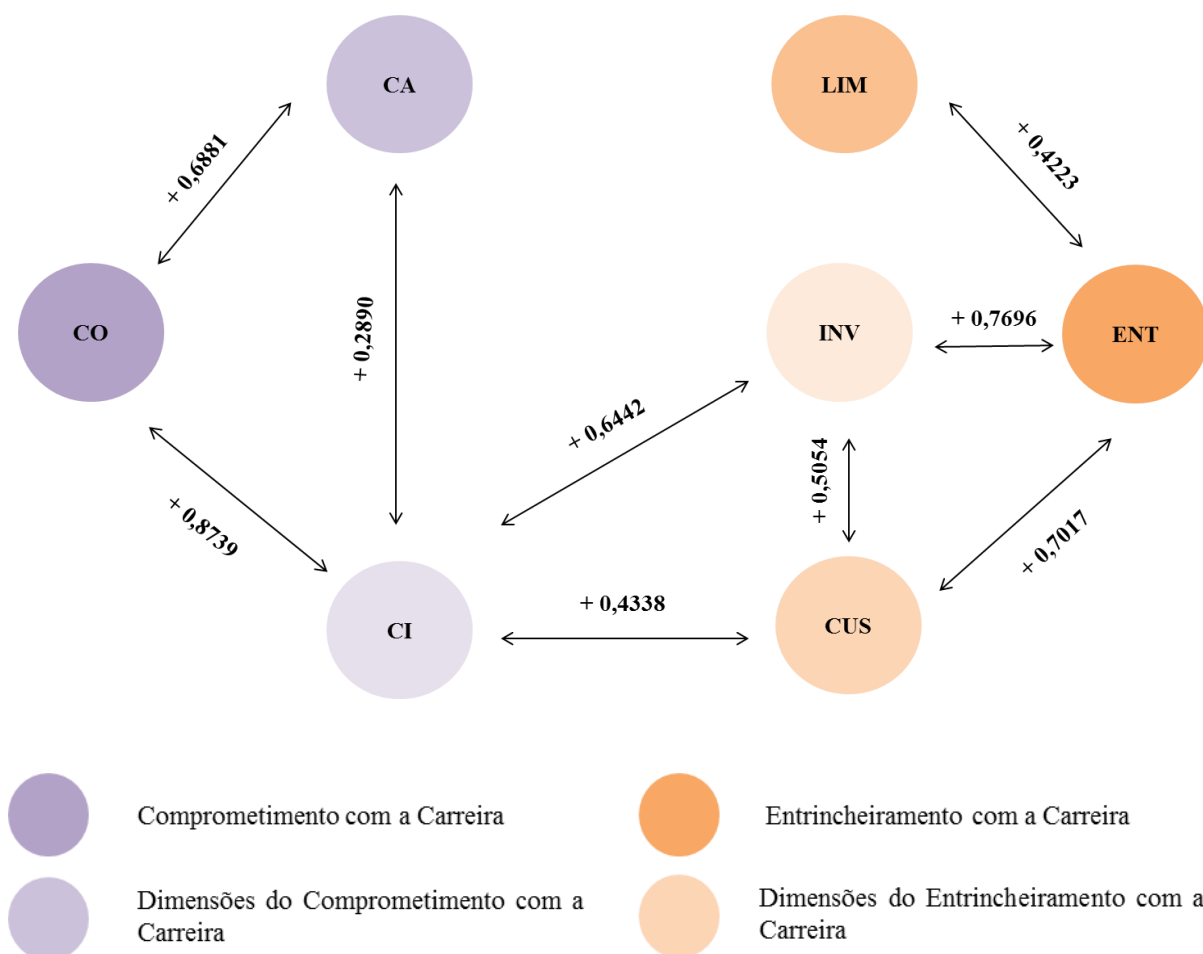 CA
LIM
+ 0,6881
+ 0,4223
+ 0,2890
CO
INV
+ 0,7696
ENT
+ 0,6442
+ 0,5054
+ 0,8739
+ 0,7017
CI
+ 0,4338
CUS
Comprometimento com a Carreira
Entrincheiramento com a Carreira
Dimensões do Comprometimento com a
Carreira
Dimensões do Entrincheiramento com a
Carreira